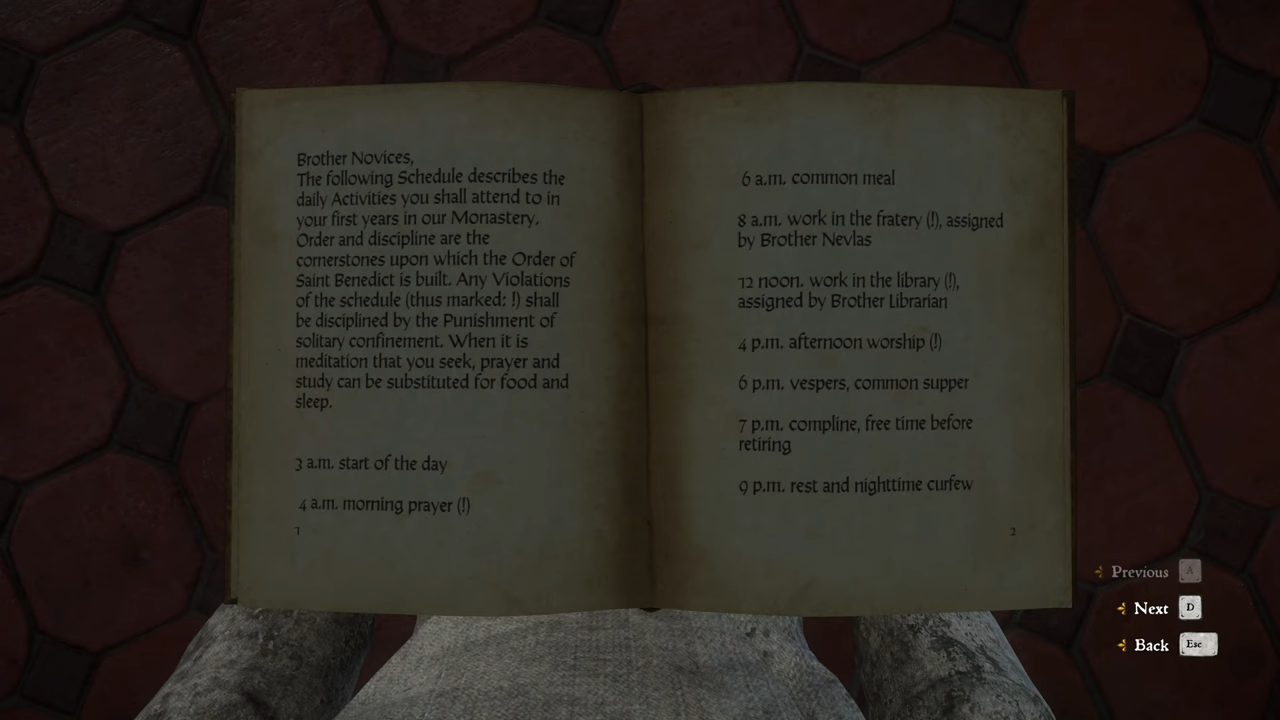 Brother Novices,
The following Schedule describes the
daily Activities you shall attend to in
your first years in our Monastery.
Order and discipline are the
cornerstones upon which the Order of
Saint Benedict is built. Any Violations
of the schedule (thus marked: !) shall
be disciplined by the Punishment of
solitary confinement. When it is
meditation that you seek, prayer and
study can be substituted for food and
sleep.
3 a.m. start of the day
4 a.m. morning prayer (!)
1
6 a.m. common meal
8 a.m. work in the fratery (!), assigned
by Brother Nevlas
12 noon. work in the library (!),
assigned by Brother Librarian
4 p.m. afternoon worship (!)
6 p.m. vespers, common supper
7 p.m. compline, free time before
retiring
9 p.m. rest and nighttime curfew
2
Previous A
Next D
Back Esc